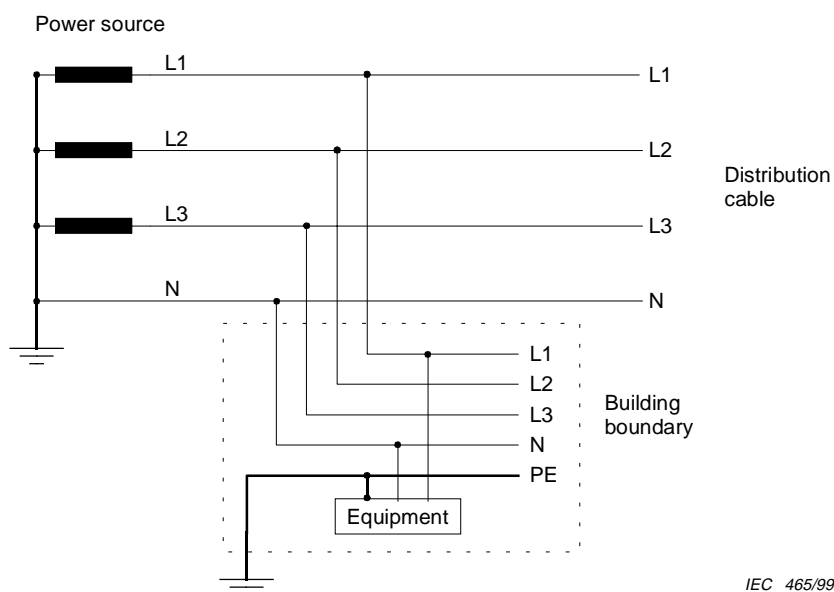 Power source
L1
L1
L2
L2
Distribution
cable
L3
L3
N
N
L1
L2
L3
Building
boundary
N
PE
Equipment
IEC 465/99